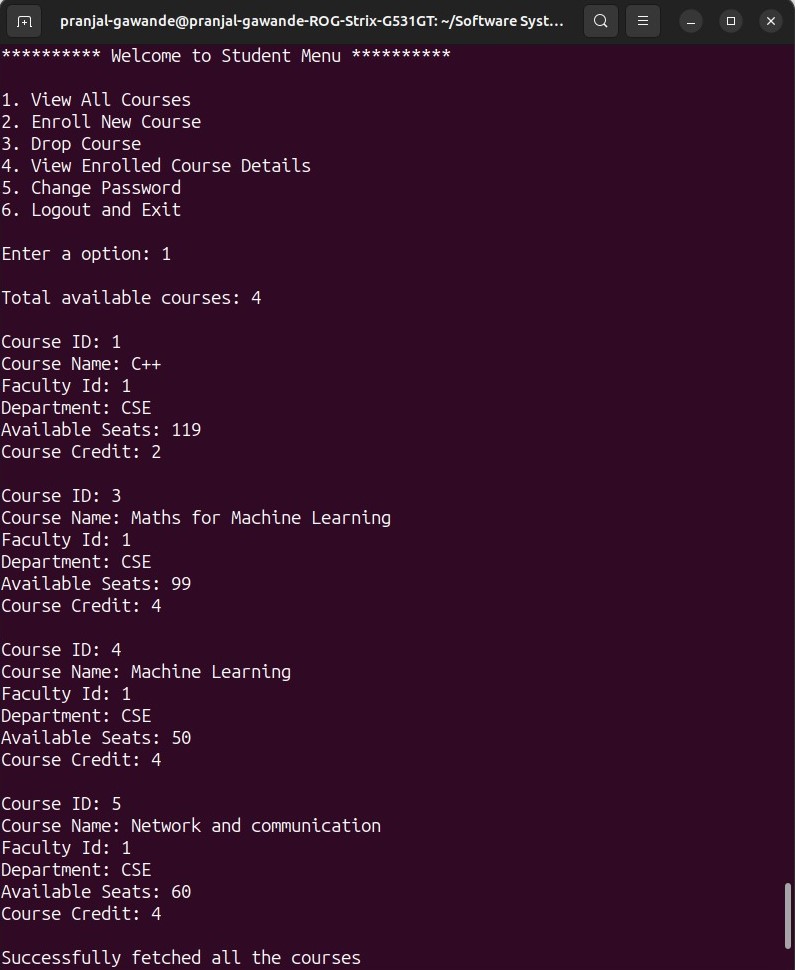 pranjal-gawande@pranjal-gawande-ROG-Strix-G531GT: ~/Software Syst...
********** Welcome to Student Menu **********
1. View All Courses
2. Enroll New Course
3. Drop Course
4. View Enrolled Course Details
5. Change Password
6. Logout and Exit
Enter a option: 1
Total available courses: 4
Course ID: 1
Course Name: C++
Faculty Id: 1
Department: CSE
Available Seats: 119
Course Credit: 2
Course ID: 3
Course Name: Maths for Machine Learning
Faculty Id: 1
Department: CSE
Available Seats: 99
Course Credit: 4
Course ID: 4
Course Name: Machine Learning
Faculty Id: 1
Department: CSE
Available Seats: 50
Course Credit: 4
Course ID: 5
Course Name: Network and communication
Faculty Id: 1
Department: CSE
Available Seats: 60
Course Credit: 4
Successfully fetched all the courses